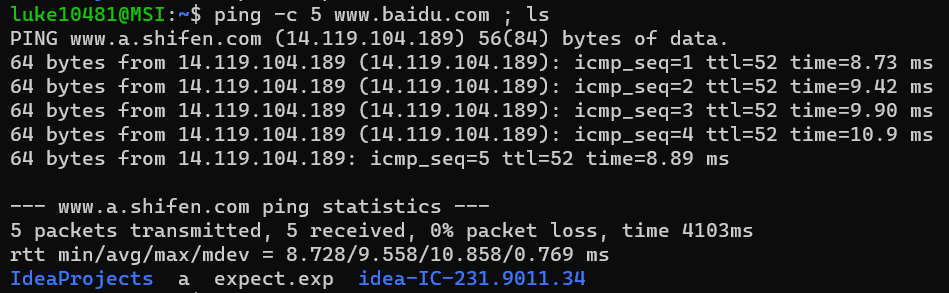 luke10481@MSI:~$ ping -c 5 www.baidu.com ; ls
PING www.a.shifen.com (14.119.104.189) 56(84) bytes of data.
64 bytes from 14.119.104.189 (14.119.104.189): icmp_seq=1 ttl=52 time=8.73 ms
64 bytes from 14.119.104.189 (14.119.104.189): icmp_seq=2 ttl=52 time=9.42 ms
64 bytes from 14.119.104.189 (14.119.104.189): icmp_seq=3 ttl=52 time=9.90 ms
64 bytes from 14.119.104.189 (14.119.104.189): icmp_seq=4 ttl=52 time=10.9 ms
64 bytes from 14.119.104.189: icmp_seq=5 ttl=52 time=8.89 ms

--- www.a.shifen.com ping statistics ---
5 packets transmitted, 5 received, 0% packet loss, time 4103ms
rtt min/avg/max/mdev = 8.728/9.558/10.858/0.769 ms
IdeaProjects  a  expect.exp  idea-IC-231.9011.34